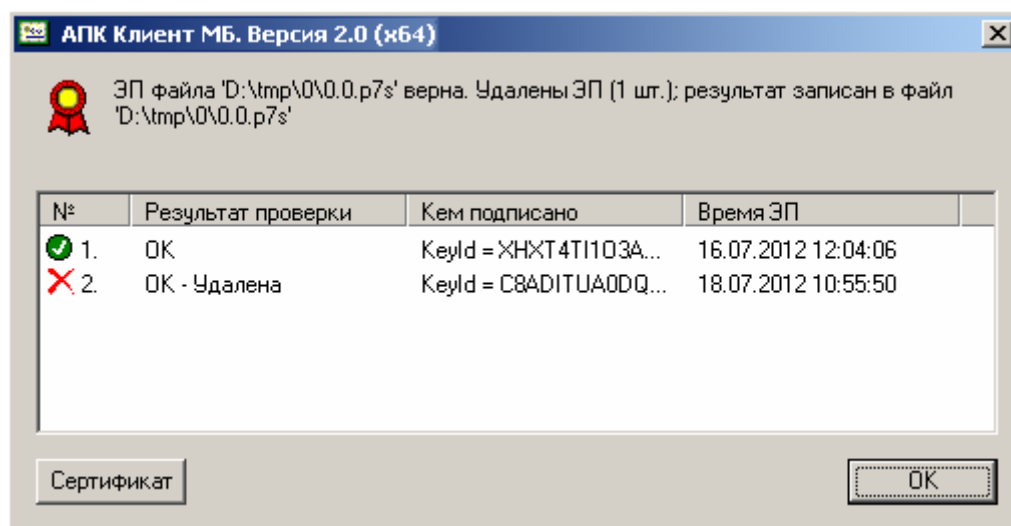 АПК Клиент МБ. Версия 2.0 (x64)
ЭП файла 'D:\tmp\0\0.0.p7s' верна. Удалены ЭП (1 шт.); результат записан в файл
'D:\tmp\0\0.0.p7s'
№ Результат проверки Кем подписано Время ЭП
1. ОК KeyId = XHXT4TI1O3A... 16.07.2012 12:04:06
2. ОК - Удалена KeyId = C8ADITUA0DQ... 18.07.2012 10:55:50
Сертификат OK